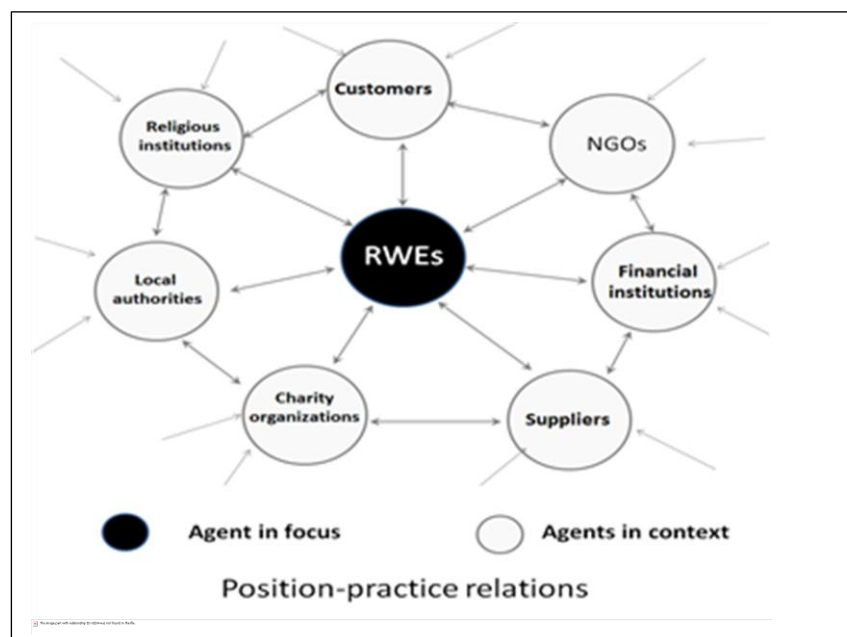 Customers
Religious
institutions
NGOs
RWEs
Local
authorities
Financial
institutions
Charity
organizations
Suppliers
Agent in focus
Agents in context
Position-practice relations